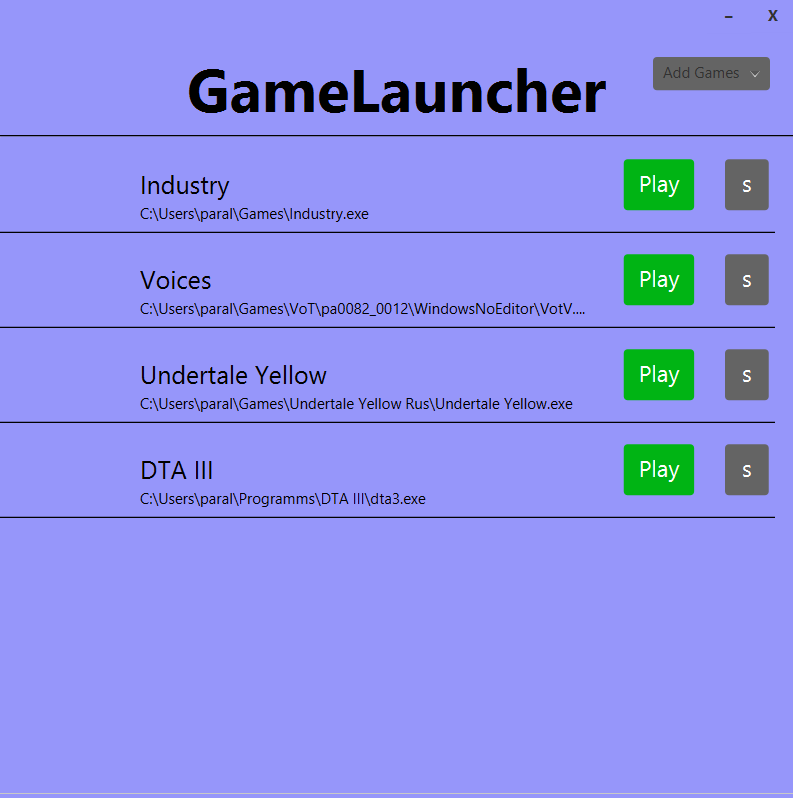 – X
GameLauncher
Add Games
Industry
C:\Users\paral\Games\Industry.exe
Play
s
Voices
C:\Users\paral\Games\VoT\pa0082_0012\WindowsNoEditor\VotV....
Play
s
Undertale Yellow
C:\Users\paral\Games\Undertale Yellow Rus\Undertale Yellow.exe
Play
s
DTA III
C:\Users\paral\Programms\DTA III\dta3.exe
Play
s